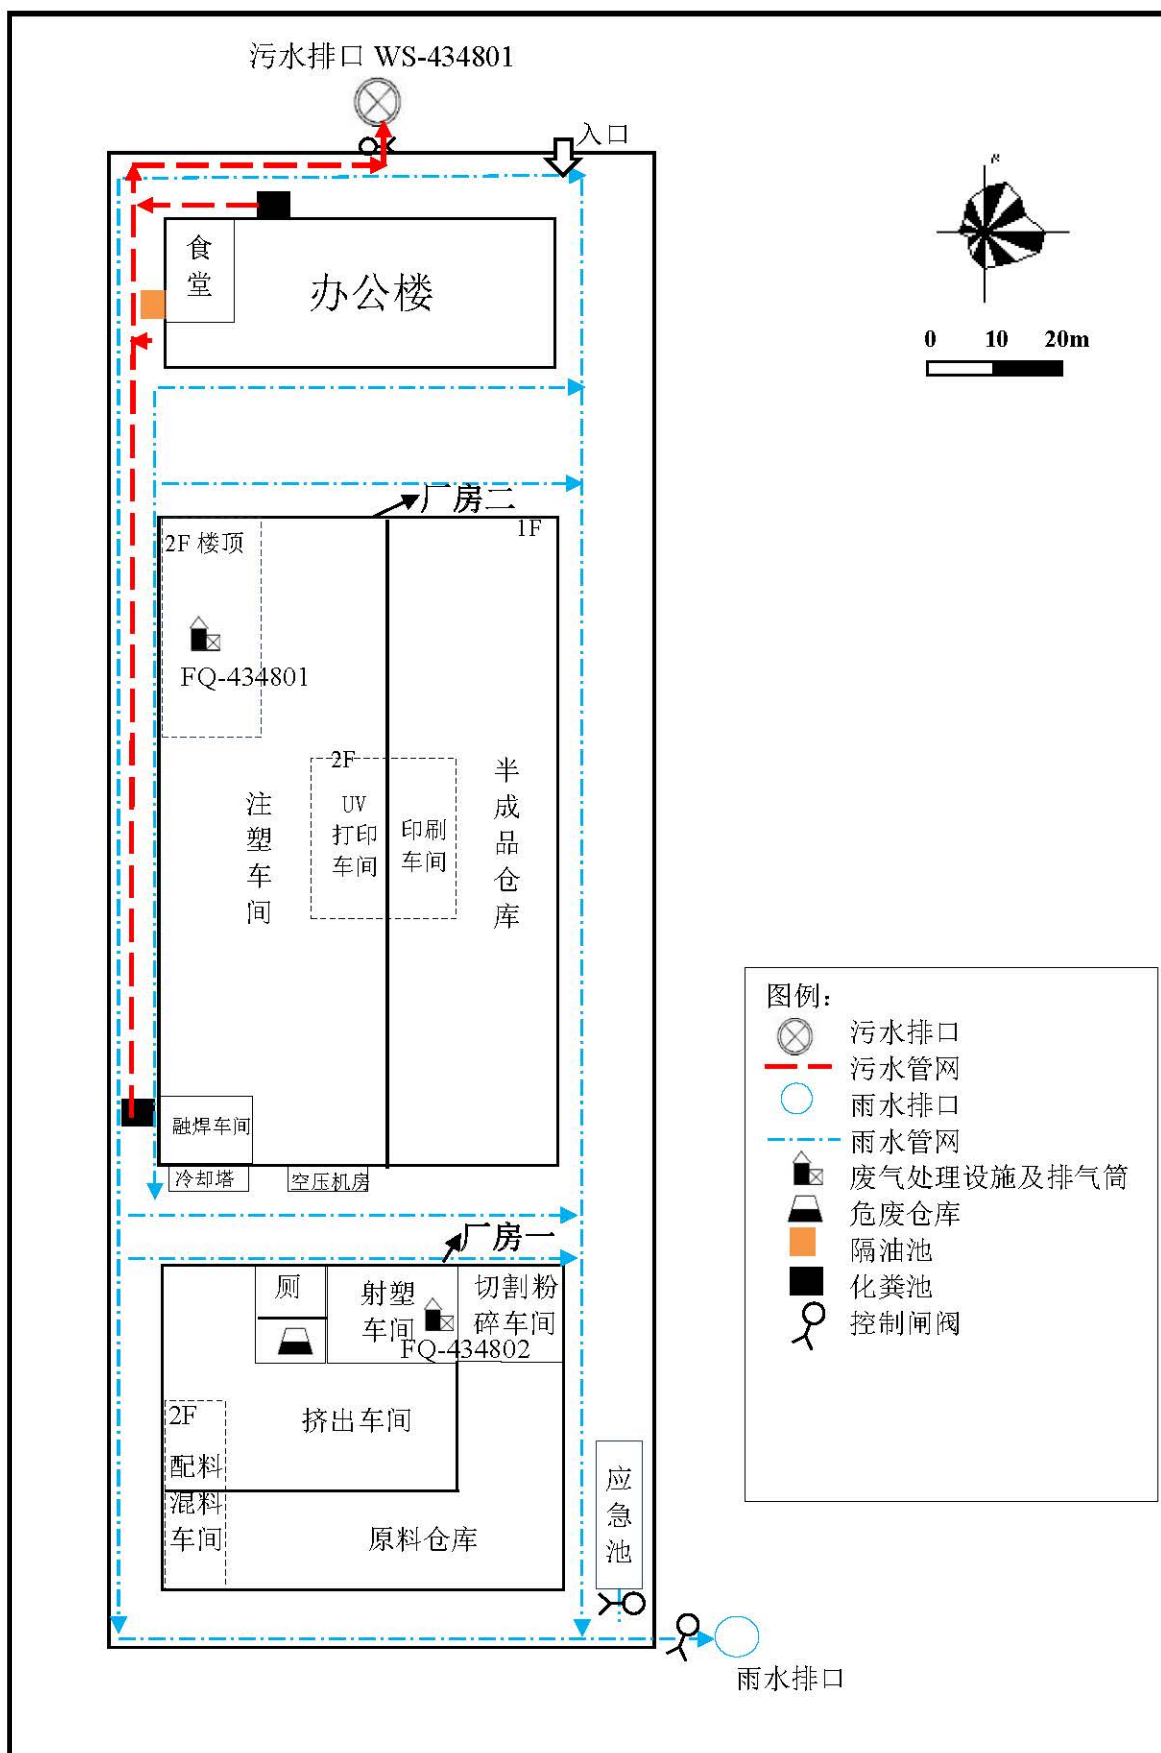 污水排口 WS-434801
入口
N
食堂
办公楼
0 10 20m
厂房二
1F
2F 楼顶
FQ-434801
2F
UV
打印
车间
印刷
车间
注塑车间
半成品仓库
融焊车间
冷却塔
空压机房
厂房一
厕
射塑
车间
切割粉
碎车间
FQ-434802
挤出车间
2F
配料
混料
车间
原料仓库
应急池
雨水排口
图例：
污水排口
污水管网
雨水排口
雨水管网
废气处理设施及排气筒
危废仓库
隔油池
化粪池
控制闸阀